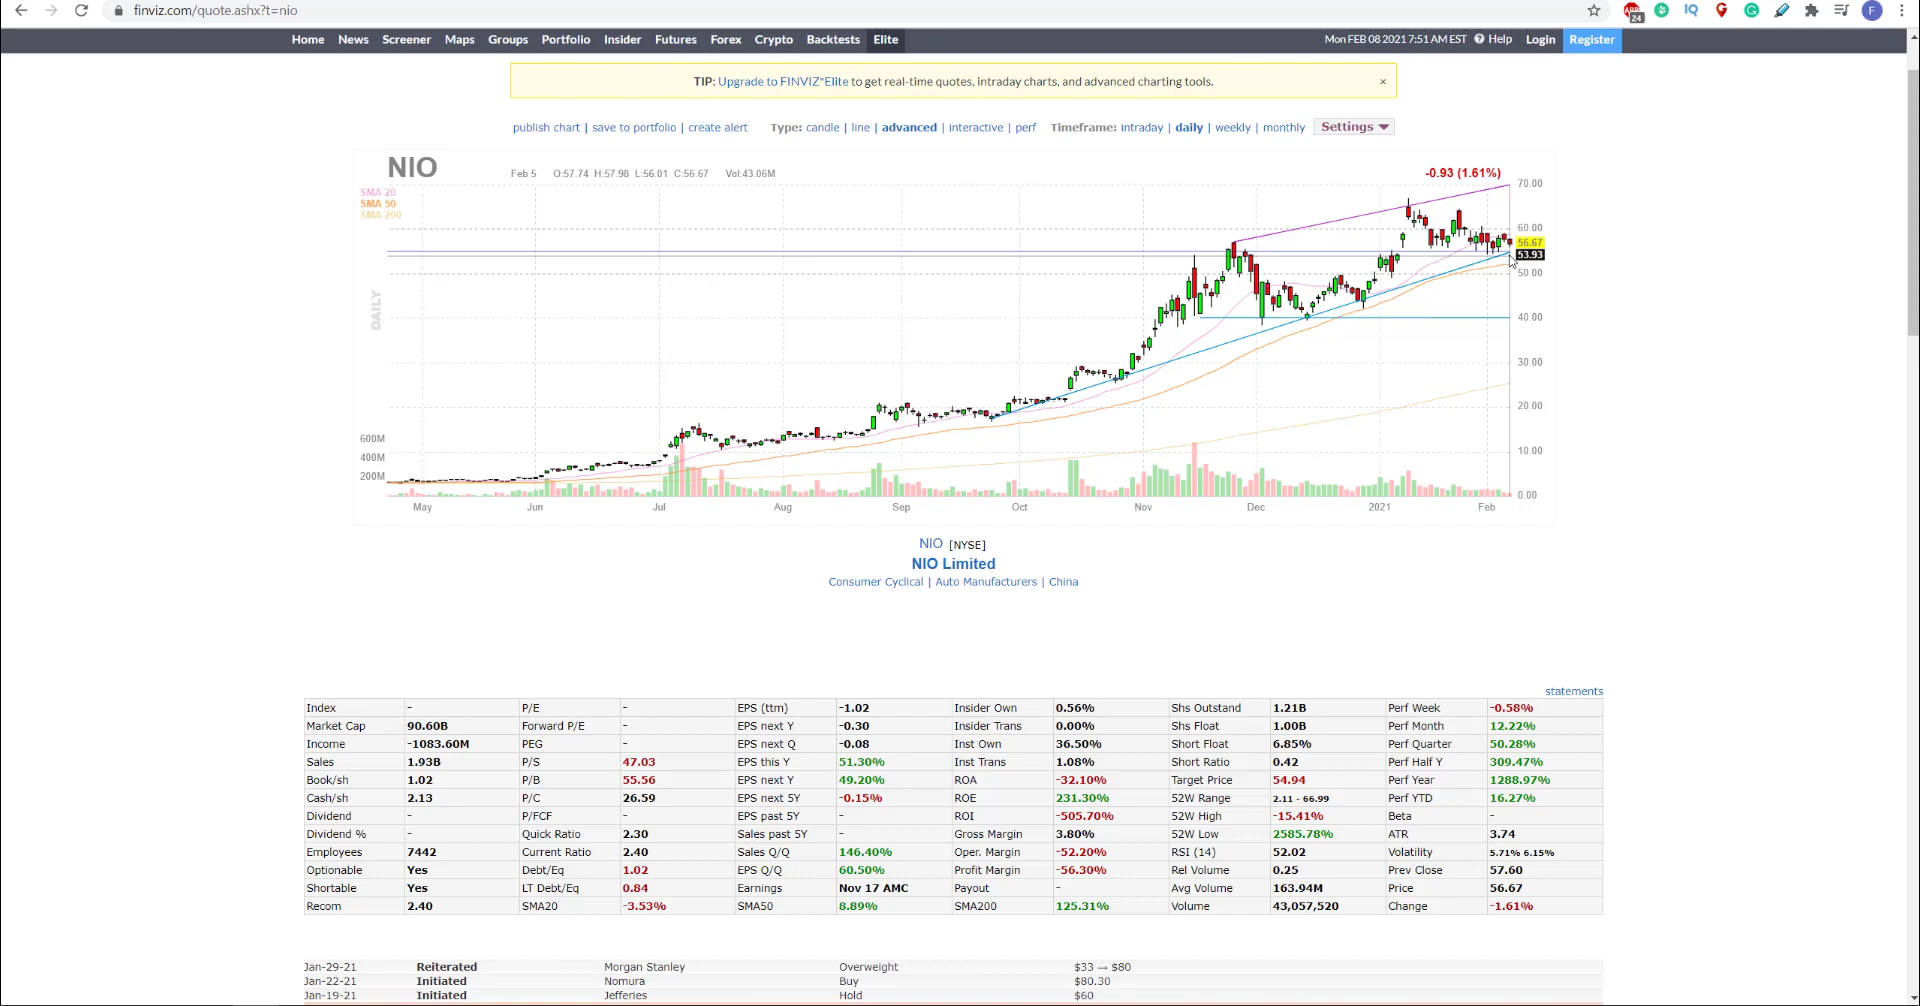 finviz.com/quote.ashx?t=nio
24
IQ
G
F
Home News Screener Maps Groups Portfolio Insider Futures Forex Crypto Backtests Elite Mon FEB 08 2021 7:51 AM EST Help Login Register
TIP: Upgrade to FINVIZ*Elite to get real-time quotes, intraday charts, and advanced charting tools. ×
publish chart | save to portfolio | create alert Type: candle | line | advanced | interactive | perf Timeframe: intraday | daily | weekly | monthly Settings
NIO Feb 5 O:57.74 H:57.98 L:56.01 C:56.67 Vol:43.06M -0.93 (1.61%)
SMA 20
SMA 50
SMA 200
70.00
60.00
56.67
53.93
50.00
40.00
30.00
20.00
10.00
0.00
DAILY
600M
400M
200M
May Jun Jul Aug Sep Oct Nov Dec 2021 Feb
NIO [NYSE]
NIO Limited
Consumer Cyclical | Auto Manufacturers | China
statements
Index - P/E - EPS (ttm) -1.02 Insider Own 0.56% Shs Outstand 1.21B Perf Week -0.58%
Market Cap 90.60B Forward P/E - EPS next Y -0.30 Insider Trans 0.00% Shs Float 1.00B Perf Month 12.22%
Income -1083.60M PEG - EPS next Q -0.08 Inst Own 36.50% Short Float 6.85% Perf Quarter 50.28%
Sales 1.93B P/S 47.03 EPS this Y 51.30% Inst Trans 1.08% Short Ratio 0.42 Perf Half Y 309.47%
Book/sh 1.02 P/B 55.56 EPS next Y 49.20% ROA -32.10% Target Price 54.94 Perf Year 1288.97%
Cash/sh 2.13 P/C 26.59 EPS next 5Y -0.15% ROE 231.30% 52W Range 2.11 - 66.99 Perf YTD 16.27%
Dividend - P/FCF - EPS past 5Y - ROI -505.70% 52W High -15.41% Beta -
Dividend % - Quick Ratio 2.30 Sales past 5Y - Gross Margin 3.80% 52W Low 2585.78% ATR 3.74
Employees 7442 Current Ratio 2.40 Sales Q/Q 146.40% Oper. Margin -52.20% RSI (14) 52.02 Volatility 5.71% 6.15%
Optionable Yes Debt/Eq 1.02 EPS Q/Q 60.50% Profit Margin -56.30% Rel Volume 0.25 Prev Close 57.60
Shortable Yes LT Debt/Eq 0.84 Earnings Nov 17 AMC Payout - Avg Volume 163.94M Price 56.67
Recom 2.40 SMA20 -3.53% SMA50 8.89% SMA200 125.31% Volume 43,057,520 Change -1.61%
Jan-29-21 Reiterated Morgan Stanley Overweight $33 → $80
Jan-22-21 Initiated Nomura Buy $80.30
Jan-19-21 Initiated Jefferies Hold $60